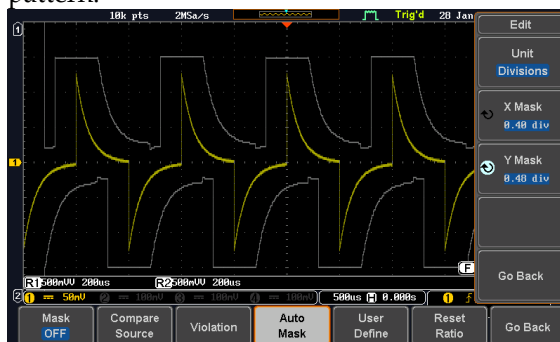 pattern.
10k pts 2MSa/s Trig'd 28 Jan
Edit
Unit
Divisions
X Mask
0.40 div
Y Mask
0.48 div
Go Back
1
1
F
R1 500mVV 200us R2 500mVV 200us
2
1 50mV 2 100mV 3 100mV 4 100mV 500us H 0.000s 1
Mask
OFF
Compare
Source
Violation
Auto
Mask
User
Define
Reset
Ratio
Go Back